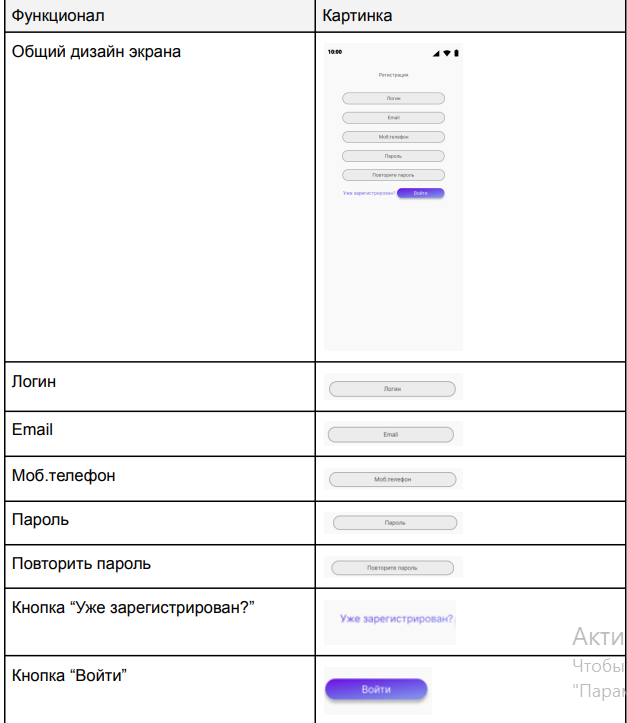 Функционал
Картинка
Общий дизайн экрана
10:00
Регистрация
Логин
Email
Моб.телефон
Пароль
Повторите пароль
Уже зарегистрирован?
Войти
Логин
Логин
Email
Email
Моб.телефон
Моб.телефон
Пароль
Пароль
Повторить пароль
Повторите пароль
Кнопка “Уже зарегистрирован?”
Уже зарегистрирован?
Кнопка “Войти”
Войти
Акти
Чтобы
"Пара